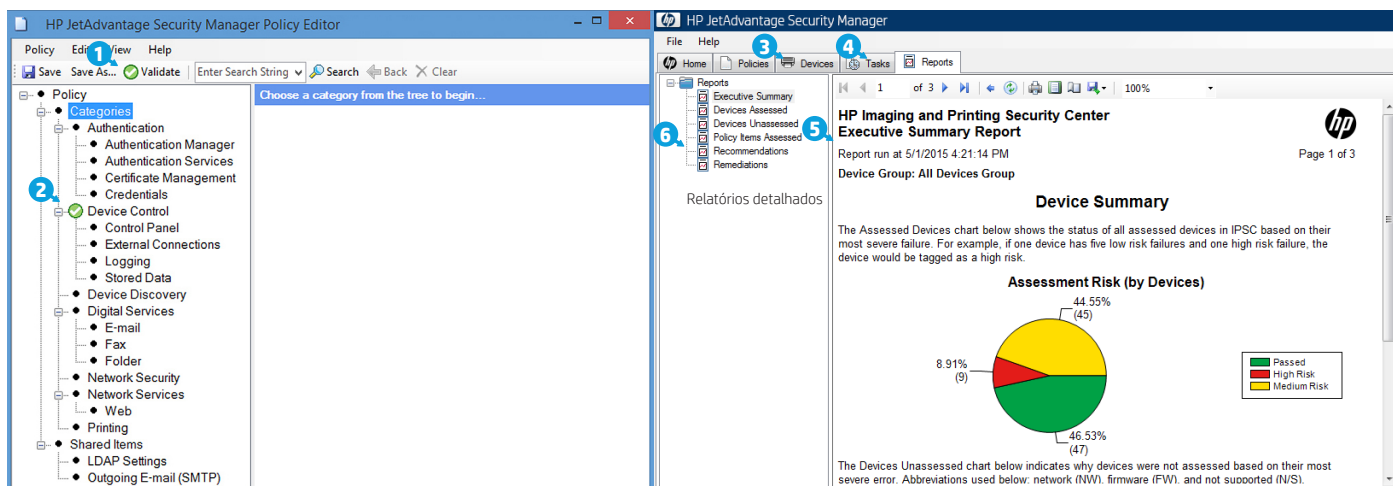 HP JetAdvantage Security Manager Policy Editor
Policy Edit View Help
1
Save Save As... Validate Enter Search String Search Back Clear
Policy
Categories
Authentication
Authentication Manager
Authentication Services
Certificate Management
Credentials
2
Device Control
Control Panel
External Connections
Logging
Stored Data
Device Discovery
Digital Services
E-mail
Fax
Folder
Network Security
Network Services
Web
Printing
Shared Items
LDAP Settings
Outgoing E-mail (SMTP)
Choose a category from the tree to begin...
hp HP JetAdvantage Security Manager
File Help
3
4
Home Policies Devices Tasks Reports
Reports
Executive Summary
Devices Assessed
Devices Unassessed
Policy Items Assessed
Recommendations
Remediations
6
5
Relatórios detalhados
1 of 3 100%
HP Imaging and Printing Security Center
Executive Summary Report
hp
Report run at 5/1/2015 4:21:14 PM
Page 1 of 3
Device Group: All Devices Group
Device Summary
The Assessed Devices chart below shows the status of all assessed devices in IPSC based on their
most severe failure. For example, if one device has five low risk failures and one high risk failure, the
device would be tagged as a high risk.
Assessment Risk (by Devices)
44.55%
(45)
8.91%
(9)
46.53%
(47)
Passed
High Risk
Medium Risk
The Devices Unassessed chart below indicates why devices were not assessed based on their most
severe error. Abbreviations used below: network (NW), firmware (FW), and not supported (N/S).